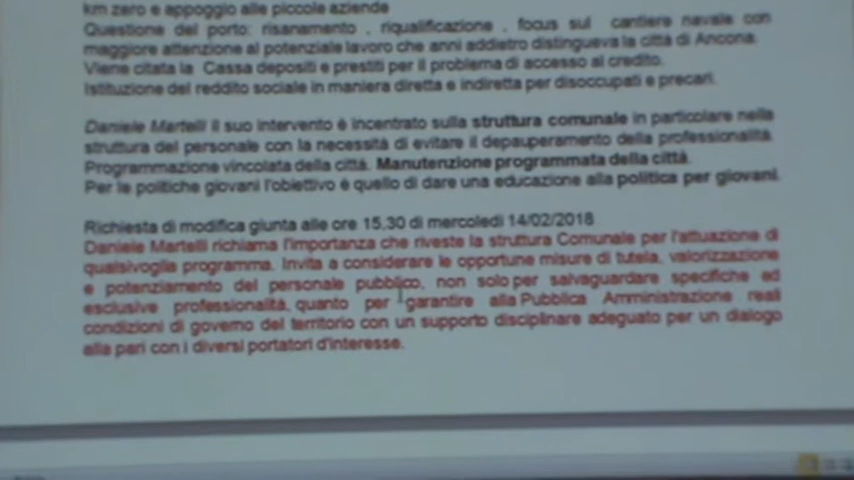 km zero e appoggio alle piccole aziende
Questione del porto: risanamento , riqualificazione , focus sul cantiere navale con
maggiore attenzione al potenziale lavoro che anni addietro distingueva la città di Ancona.
Viene citata la Cassa depositi e prestiti per il problema di accesso al credito.
Istituzione del reddito sociale in maniera diretta e indiretta per disoccupati e precari.
Daniele Martelli il suo intervento è incentrato sulla struttura comunale in particolare nella
struttura del personale con la necessità di evitare il depauperamento della professionalità.
Programmazione vincolata della città. Manutenzione programmata della città.
Per le politiche giovani l'obiettivo è quello di dare una educazione alla politica per giovani.
Richiesta di modifica giunta alle ore 15,30 di mercoledì 14/02/2018
Daniele Martelli richiama l'importanza che riveste la struttura Comunale per l'attuazione di
qualsivoglia programma. Invita a considerare le opportune misure di tutela, valorizzazione
e potenziamento del personale pubblico, non solo per salvaguardare specifiche ed
esclusive professionalità, quanto per garantire alla Pubblica Amministrazione reali
condizioni di governo del territorio con un supporto disciplinare adeguato per un dialogo
alla pari con i diversi portatori d'interesse.